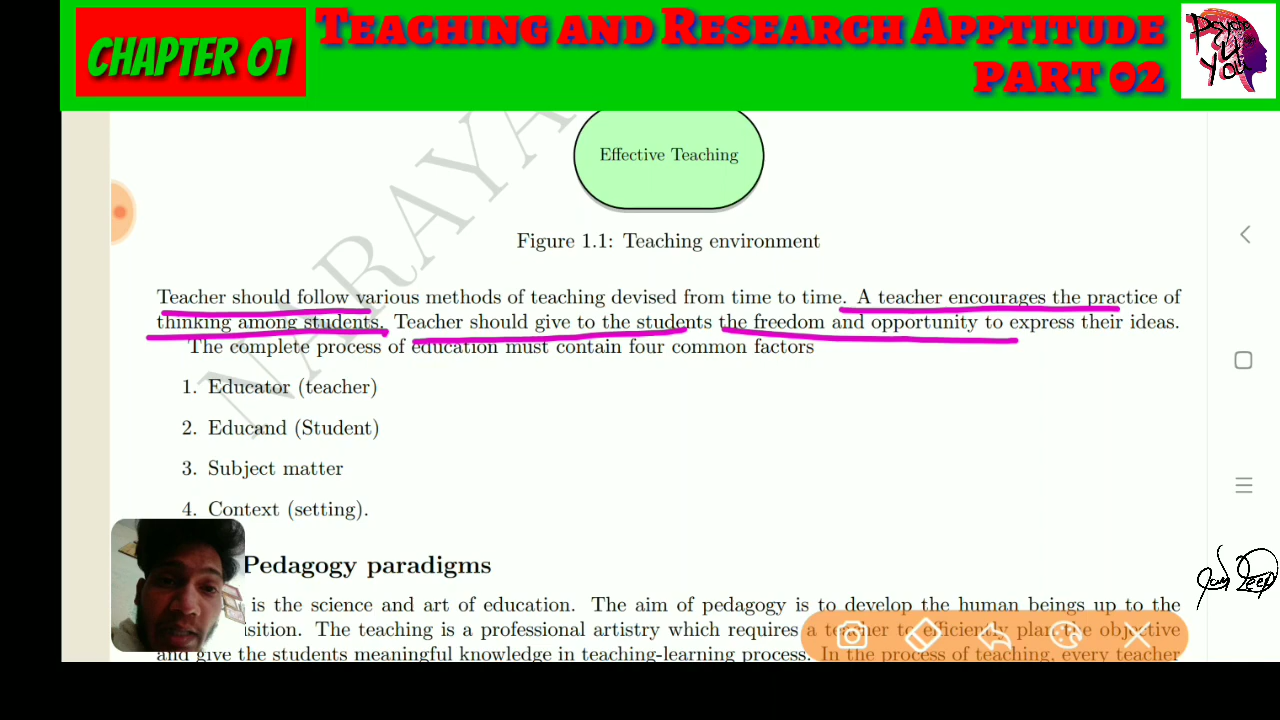 CHAPTER 01
TEACHING AND RESEARCH APPTITUDE
PART 02
Psycho
4
You
NARAYA
Effective Teaching
Figure 1.1: Teaching environment
Teacher should follow various methods of teaching devised from time to time. A teacher encourages the practice of
thinking among students. Teacher should give to the students the freedom and opportunity to express their ideas.
The complete process of education must contain four common factors
1. Educator (teacher)
2. Educand (Student)
3. Subject matter
4. Context (setting).
Pedagogy paradigms
is the science and art of education. The aim of pedagogy is to develop the human beings up to the
sition. The teaching is a professional artistry which requires a teacher to efficiently plan the objective
and give the students meaningful knowledge in teaching-learning process. In the process of teaching, every teacher